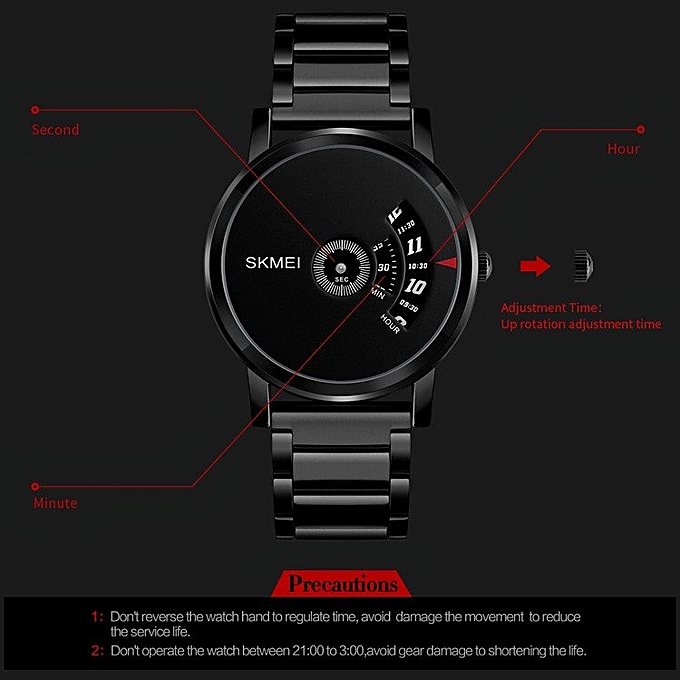 Second
Hour
12
11:30
11
10:30
10
09:30
30
MIN
HOUR
SEC
SKMEI
Adjustment Time:
Up rotation adjustment time
Minute
Precautions
1: Don't reverse the watch hand to regulate time, avoid damage the movement to reduce
the service life.
2: Don't operate the watch between 21:00 to 3:00,avoid gear damage to shortening the life.